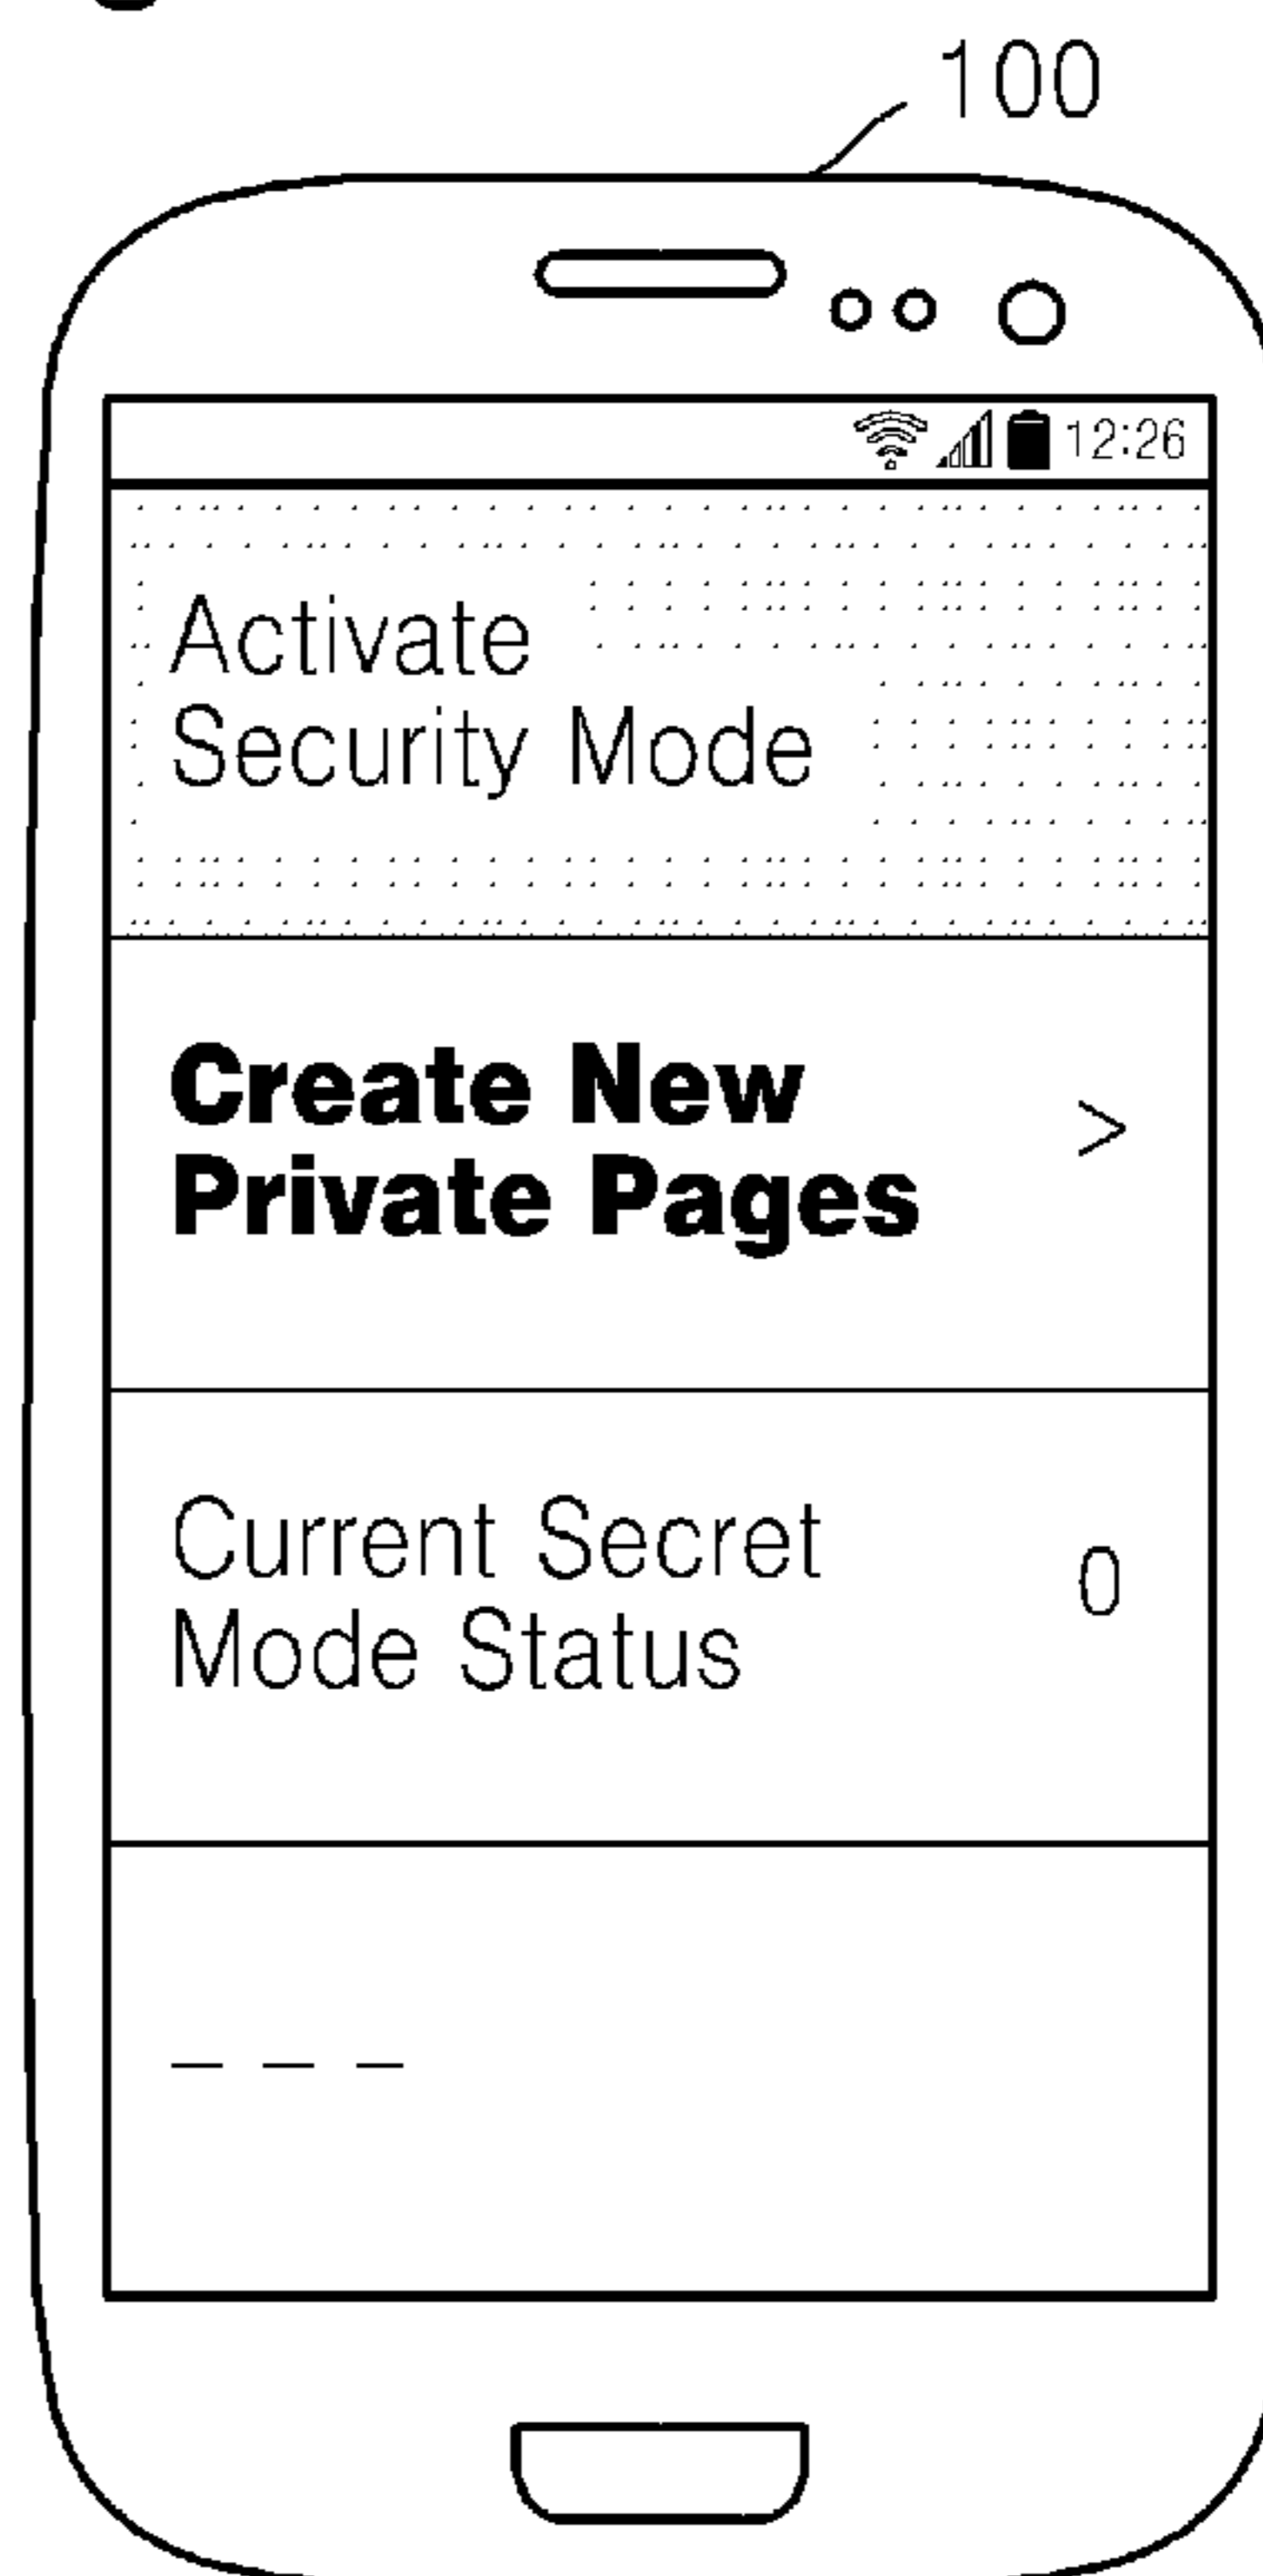 100
12:26
Activate
Security Mode
Create New
Private Pages
>
Current Secret
Mode Status
0
– – –